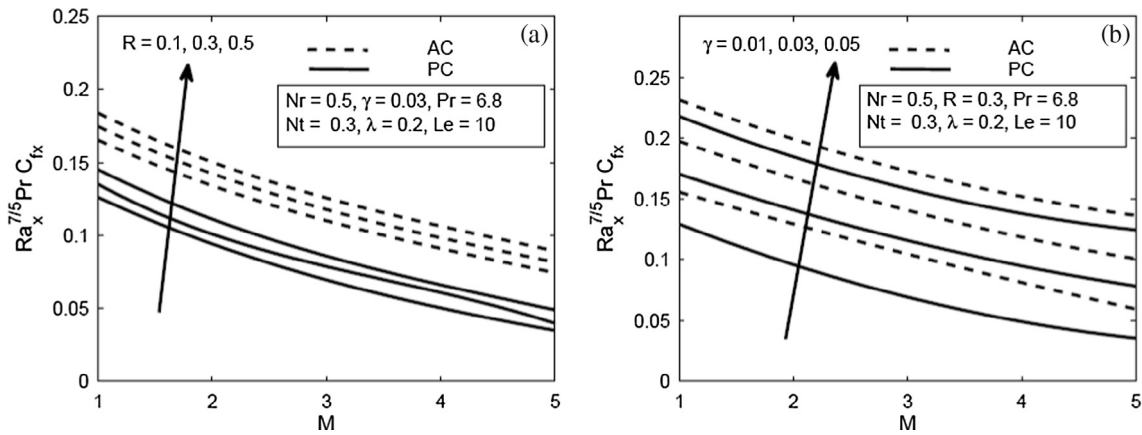 (a)
R = 0.1, 0.3, 0.5
AC
PC
Nr = 0.5, γ = 0.03, Pr = 6.8
Nt = 0.3, λ = 0.2, Le = 10
0.25
0.2
0.15
0.1
0.05
0
1 2 3 4 5
M
Ra_x^{7/5} Pr C_{fx}
(b)
γ = 0.01, 0.03, 0.05
AC
PC
Nr = 0.5, R = 0.3, Pr = 6.8
Nt = 0.3, λ = 0.2, Le = 10
0.25
0.2
0.15
0.1
0.05
0
1 2 3 4 5
M
Ra_x^{7/5} Pr C_{fx}